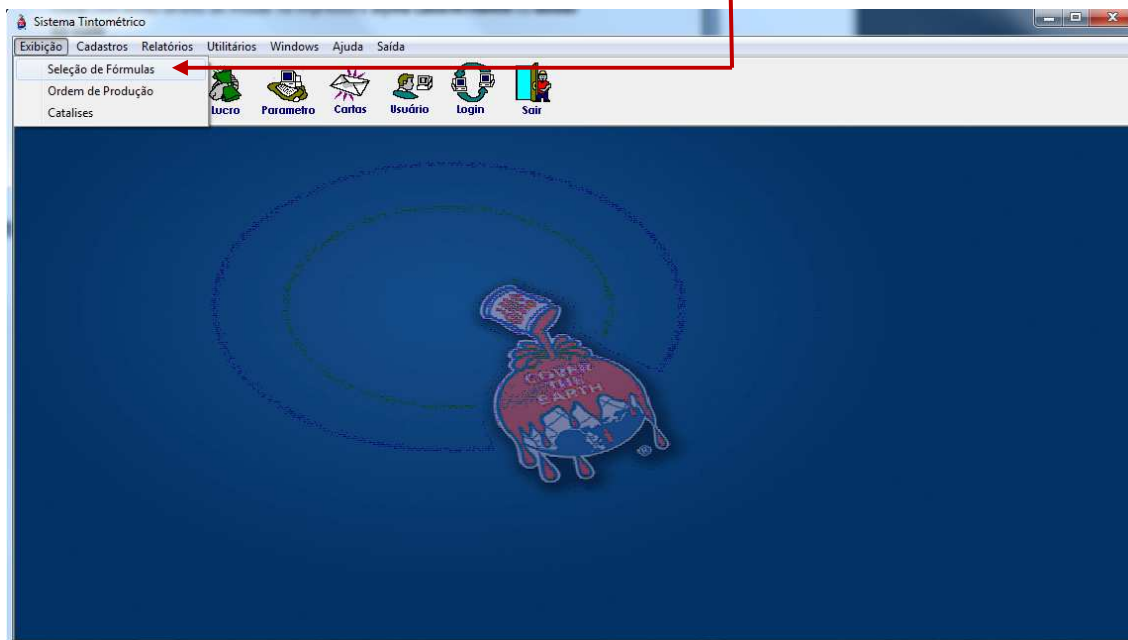 Sistema Tintométrico
Exibição Cadastros Relatórios Utilitários Windows Ajuda Saída
Seleção de Fórmulas
Ordem de Produção
Catalises
Lucro Parametro Cartas Usuário Login Sair
COVER
THE
EARTH
®